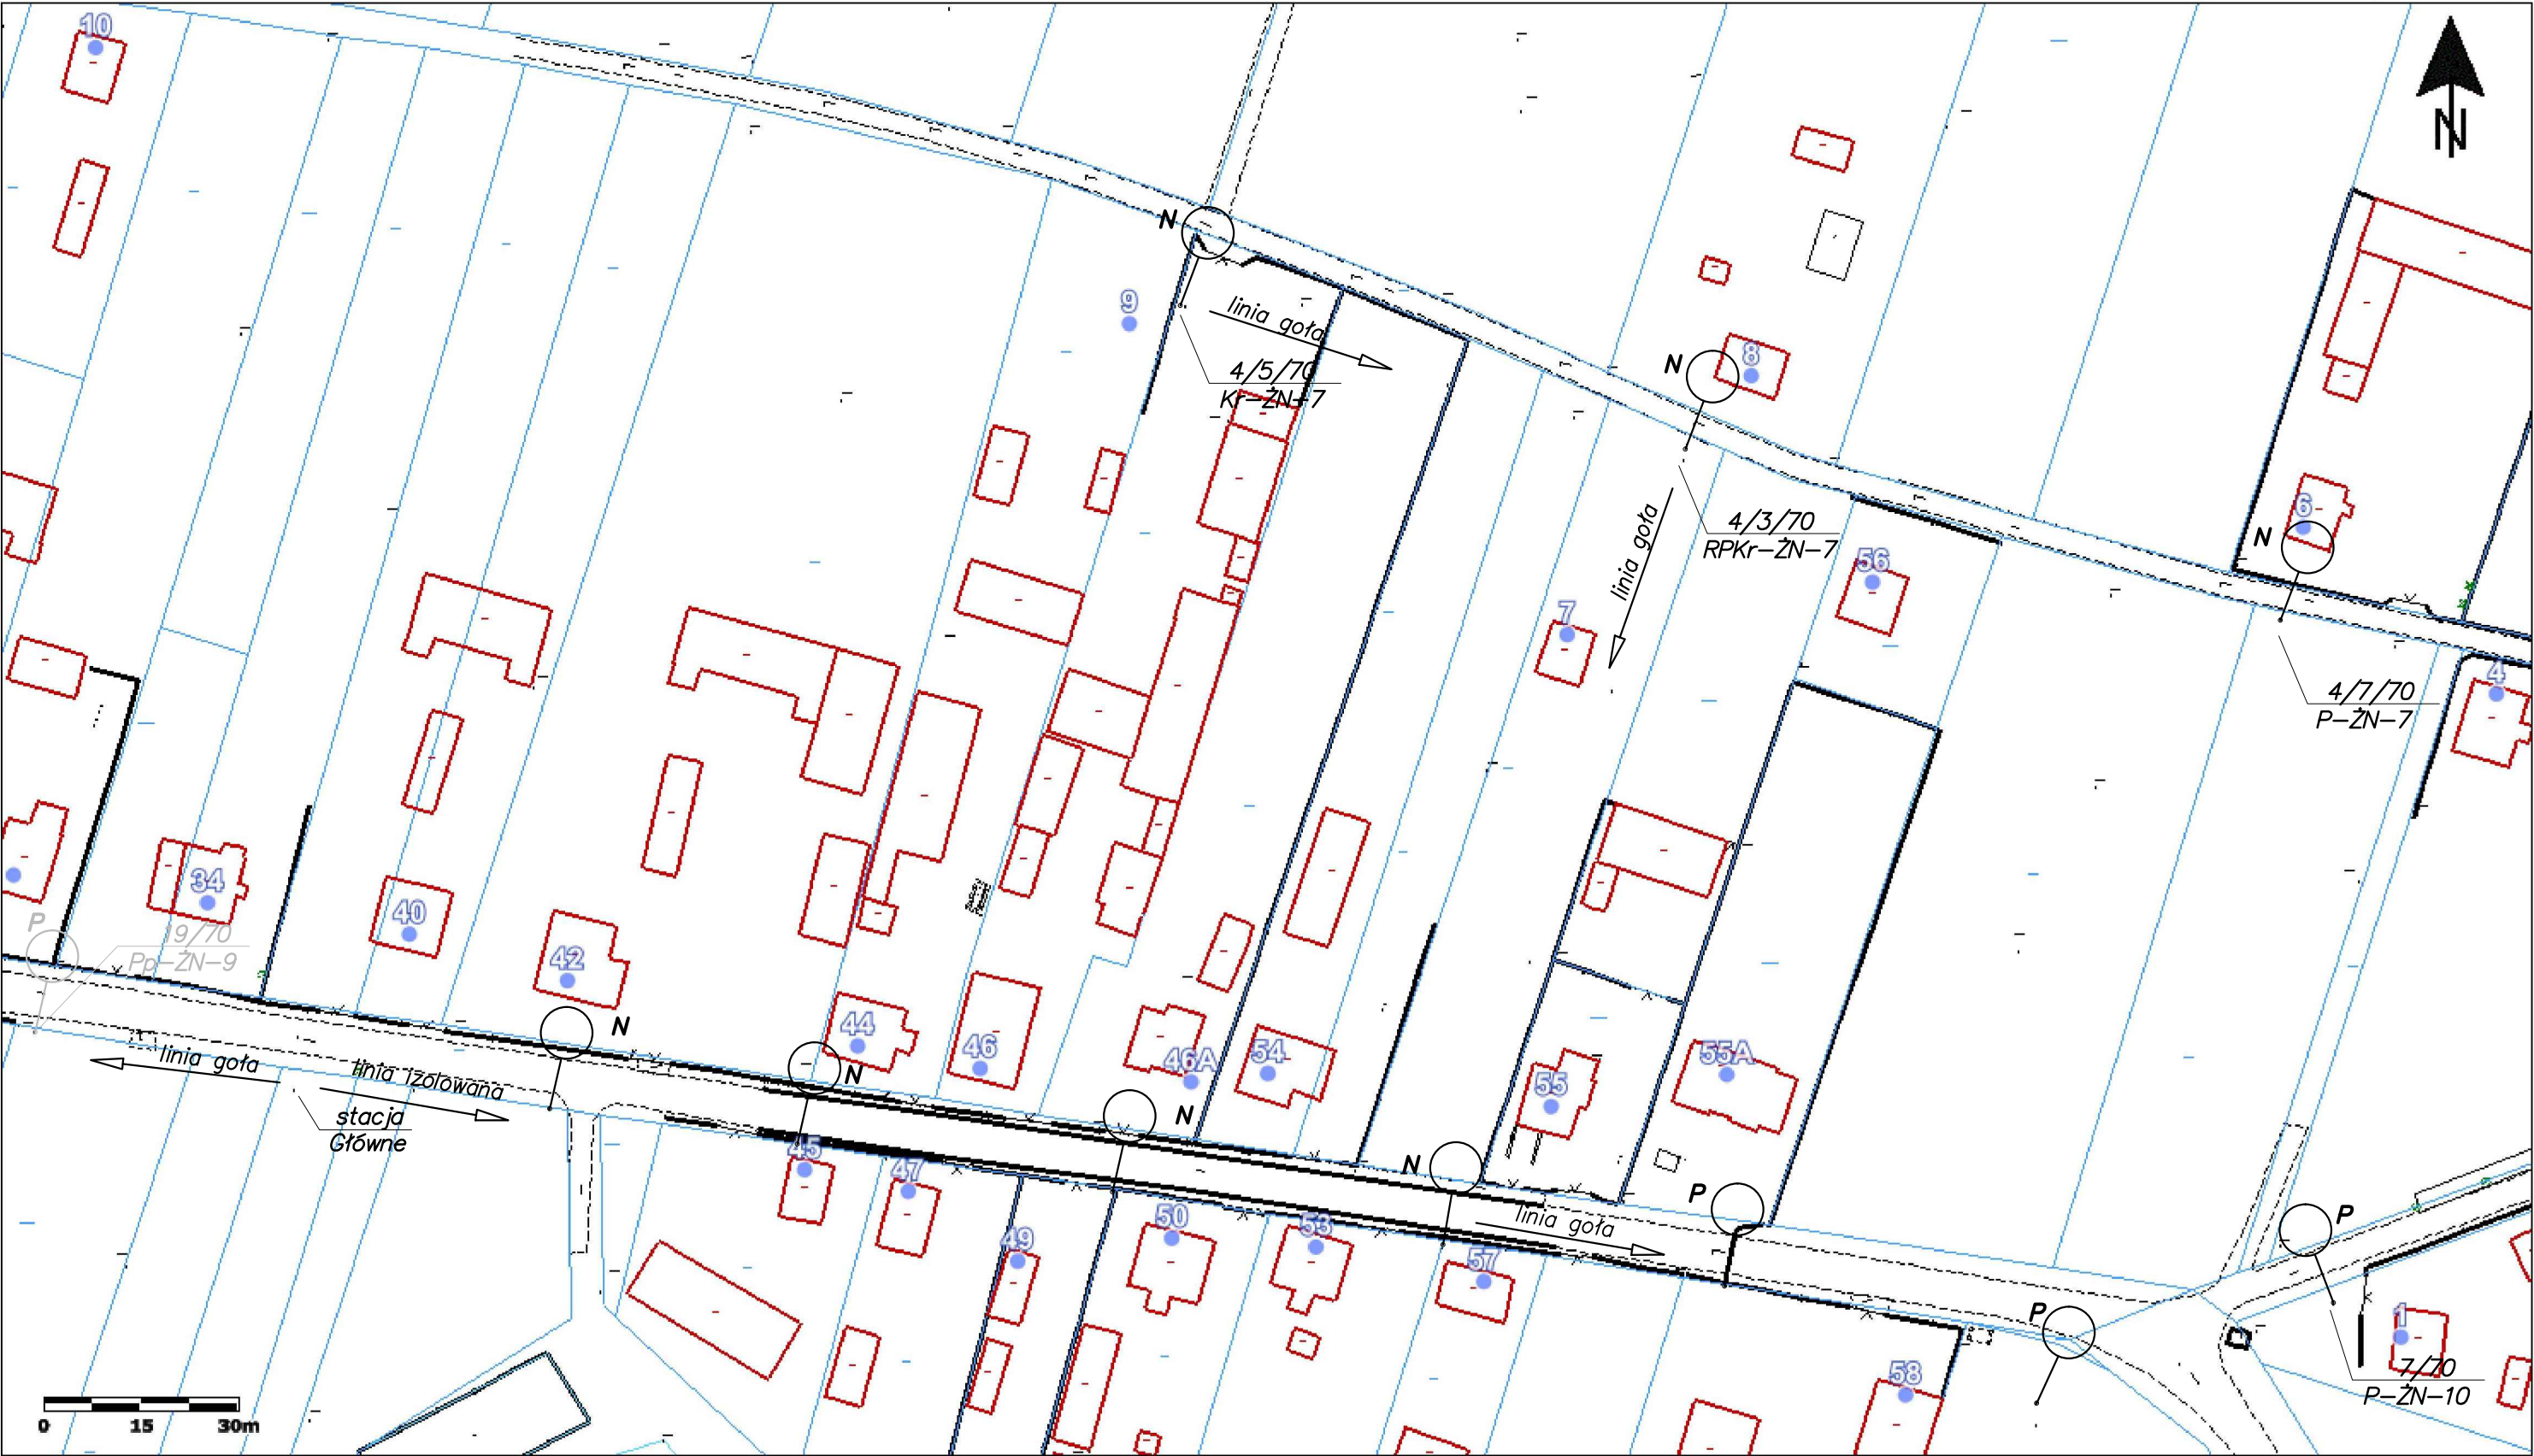 10
N
N
9
linia goła
4/5/70
Kr-ŻN-7
N
8
linia goła
4/3/70
RPKr-ŻN-7
N
6
56
7
4
4/7/70
P-ŻN-7
34
P
19/70
Pp-ŻN-9
40
42
N
44
N
46
46A
N
54
55
55A
N
P
linia goła
linia izolowana
stacja
Główne
45
47
49
50
53
57
linia goła
P
P
58
1
7/70
P-ŻN-10
0 15 30m